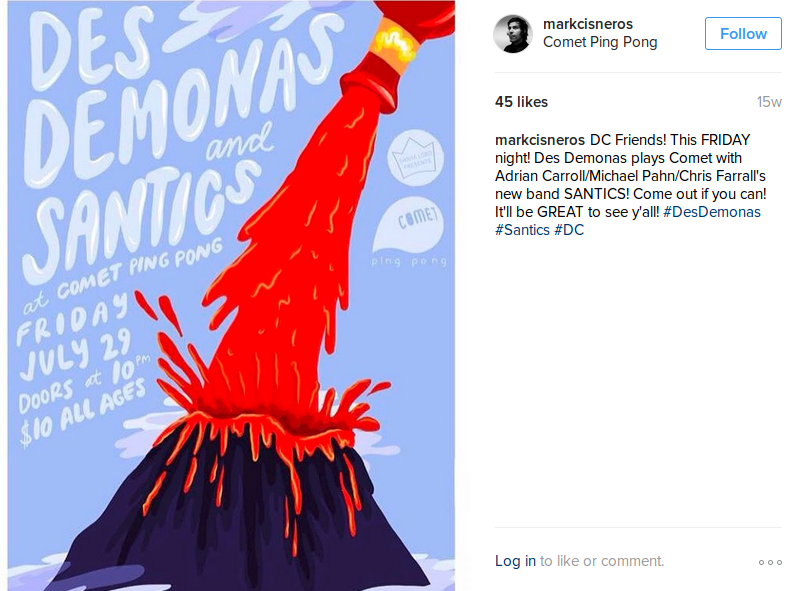 DES
DEMONAS
and
SANTICS
at COMET PING PONG
FRIDAY
JULY 29
DOORS at 10PM
$10 ALL AGES
PRESENTS
COMET
ping pong
markcisneros
Comet Ping Pong
Follow
45 likes
15w
markcisneros DC Friends! This FRIDAY
night! Des Demonas plays Comet with
Adrian Carroll/Michael Pahn/Chris Farrall's
new band SANTICS! Come out if you can!
It'll be GREAT to see y'all! #DesDemonas
#Santics #DC
Log in to like or comment.